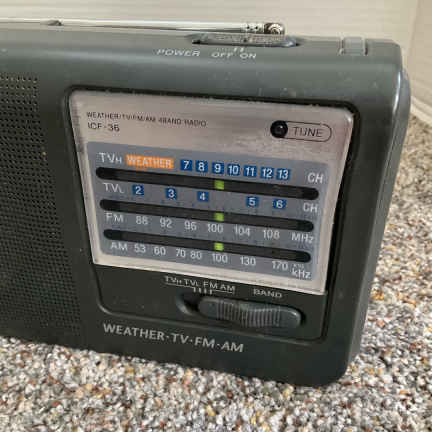 POWER OFF ON
WEATHER·TV·FM·AM 4BAND RADIO
ICF-36
TUNE
TVH WEATHER 7 8 9 10 11 12 13 CH
TVL 2 3 4 5 6 CH
FM 88 92 96 100 104 108 MHz
AM 53 60 70 80 100 130 170 kHz
TVH TVL FM AM BAND
WEATHER·TV·FM·AM